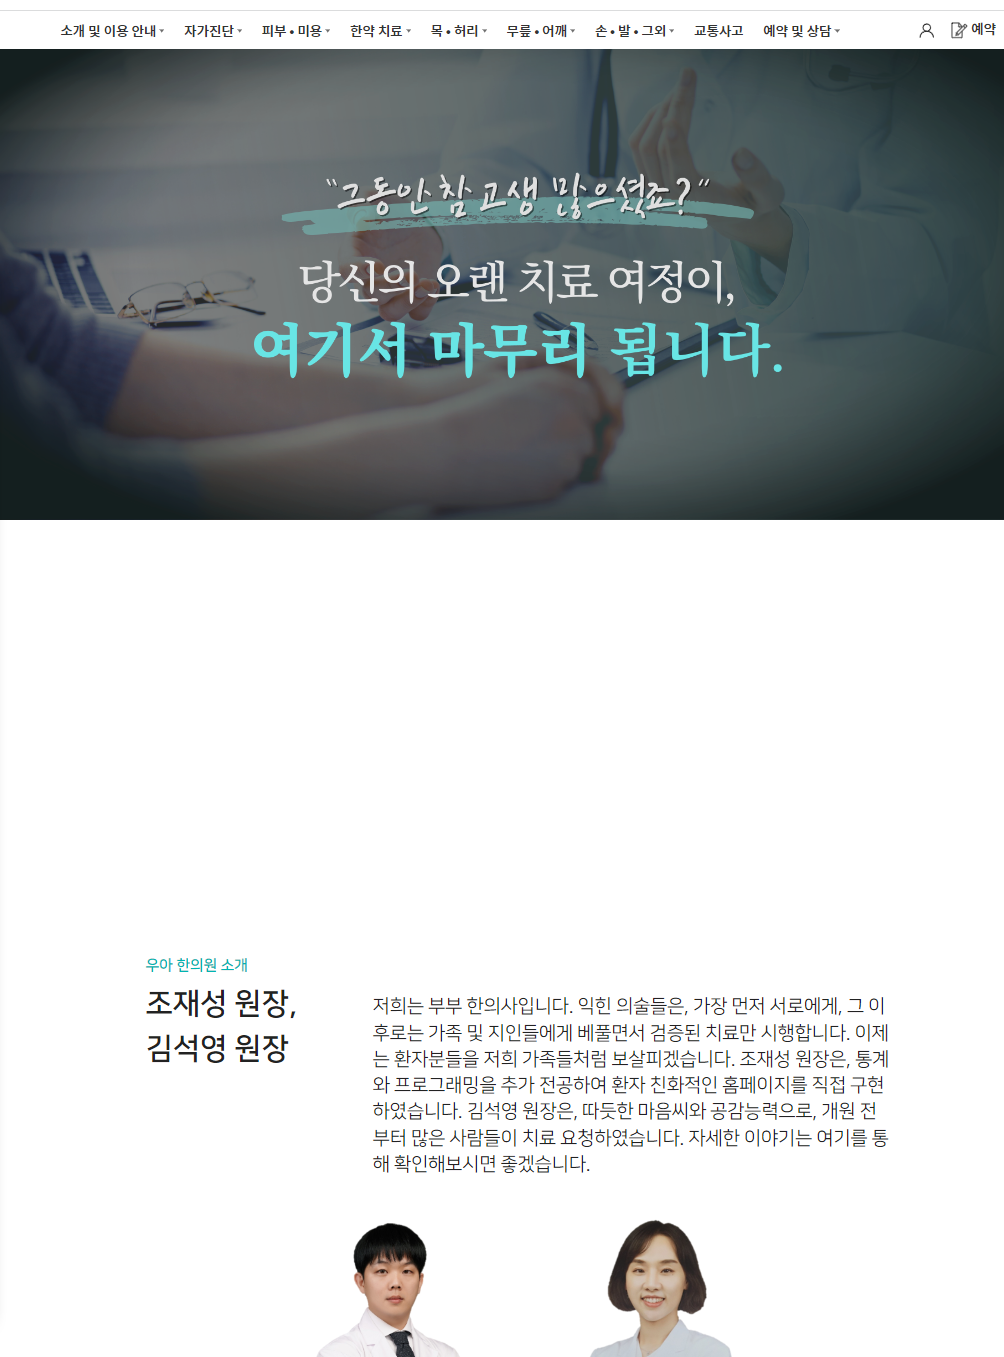 소개 및 이용 안내 자가진단 피부 • 미용 한약 치료 목 • 허리 무릎 • 어깨 손 • 발 • 그외 교통사고 예약 및 상담 예약
"그동안 참 고생 많으셨죠?"
당신의 오랜 치료 여정이,
여기서 마무리 됩니다.
우아 한의원 소개
조재성 원장,
김석영 원장
저희는 부부 한의사입니다. 익힌 의술들은, 가장 먼저 서로에게, 그 이
후로는 가족 및 지인들에게 베풀면서 검증된 치료만 시행합니다. 이제
는 환자분들을 저희 가족들처럼 보살피겠습니다. 조재성 원장은, 통계
와 프로그래밍을 추가 전공하여 환자 친화적인 홈페이지를 직접 구현
하였습니다. 김석영 원장은, 따듯한 마음씨와 공감능력으로, 개원 전
부터 많은 사람들이 치료 요청하였습니다. 자세한 이야기는 여기를 통
해 확인해보시면 좋겠습니다.